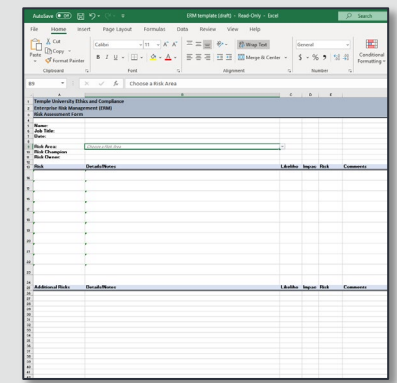 AutoSave Off
ERM template (draft) - Read-Only - Excel
Search
File Home Insert Page Layout Formulas Data Review View Help
Paste
Cut
Copy
Format Painter
Calibri 11
B I U
Wrap Text
Merge & Center
General
$ % 9
Conditional
Formatting
Clipboard Font Alignment Number
B9 fx Choose a Risk Area
Temple University Ethics and Compliance
Enterprise Risk Management (ERM)
Risk Assessment Form
Name:
Job Title:
Date:
Risk Area: Choose a Risk Area
Risk Champion
Risk Owner:
Risk Details/Notes Likeliho Impac Risk Comments
Additional Risks Details/Notes Likeliho Impac Risk Comments